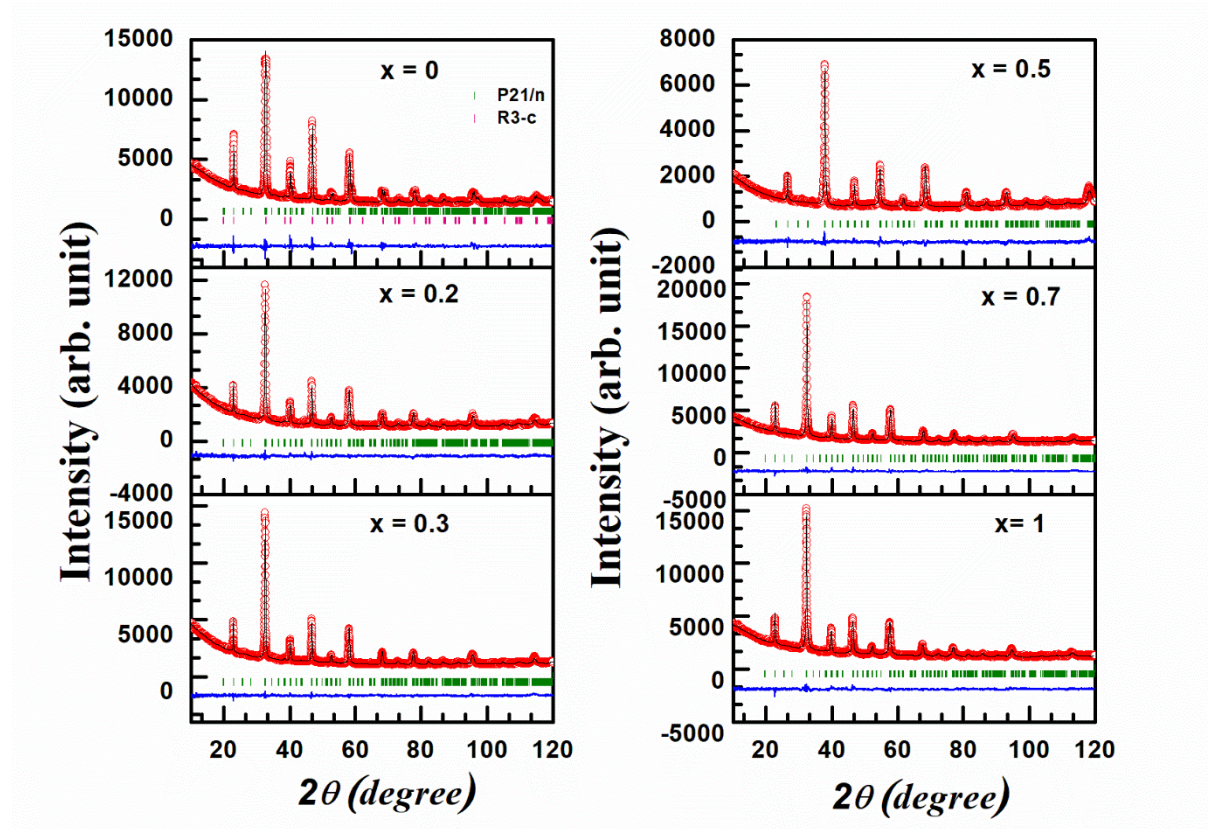 Intensity (arb. unit)
15000
10000
5000
0
x = 0
P21/n
R3-c
12000
8000
4000
0
-4000
x = 0.2
15000
10000
5000
0
x = 0.3
20 40 60 80 100 120
2θ (degree)
Intensity (arb. unit)
8000
6000
4000
2000
0
-2000
x = 0.5
20000
15000
10000
5000
0
-5000
x = 0.7
15000
10000
5000
0
-5000
x= 1
20 40 60 80 100 120
2θ (degree)